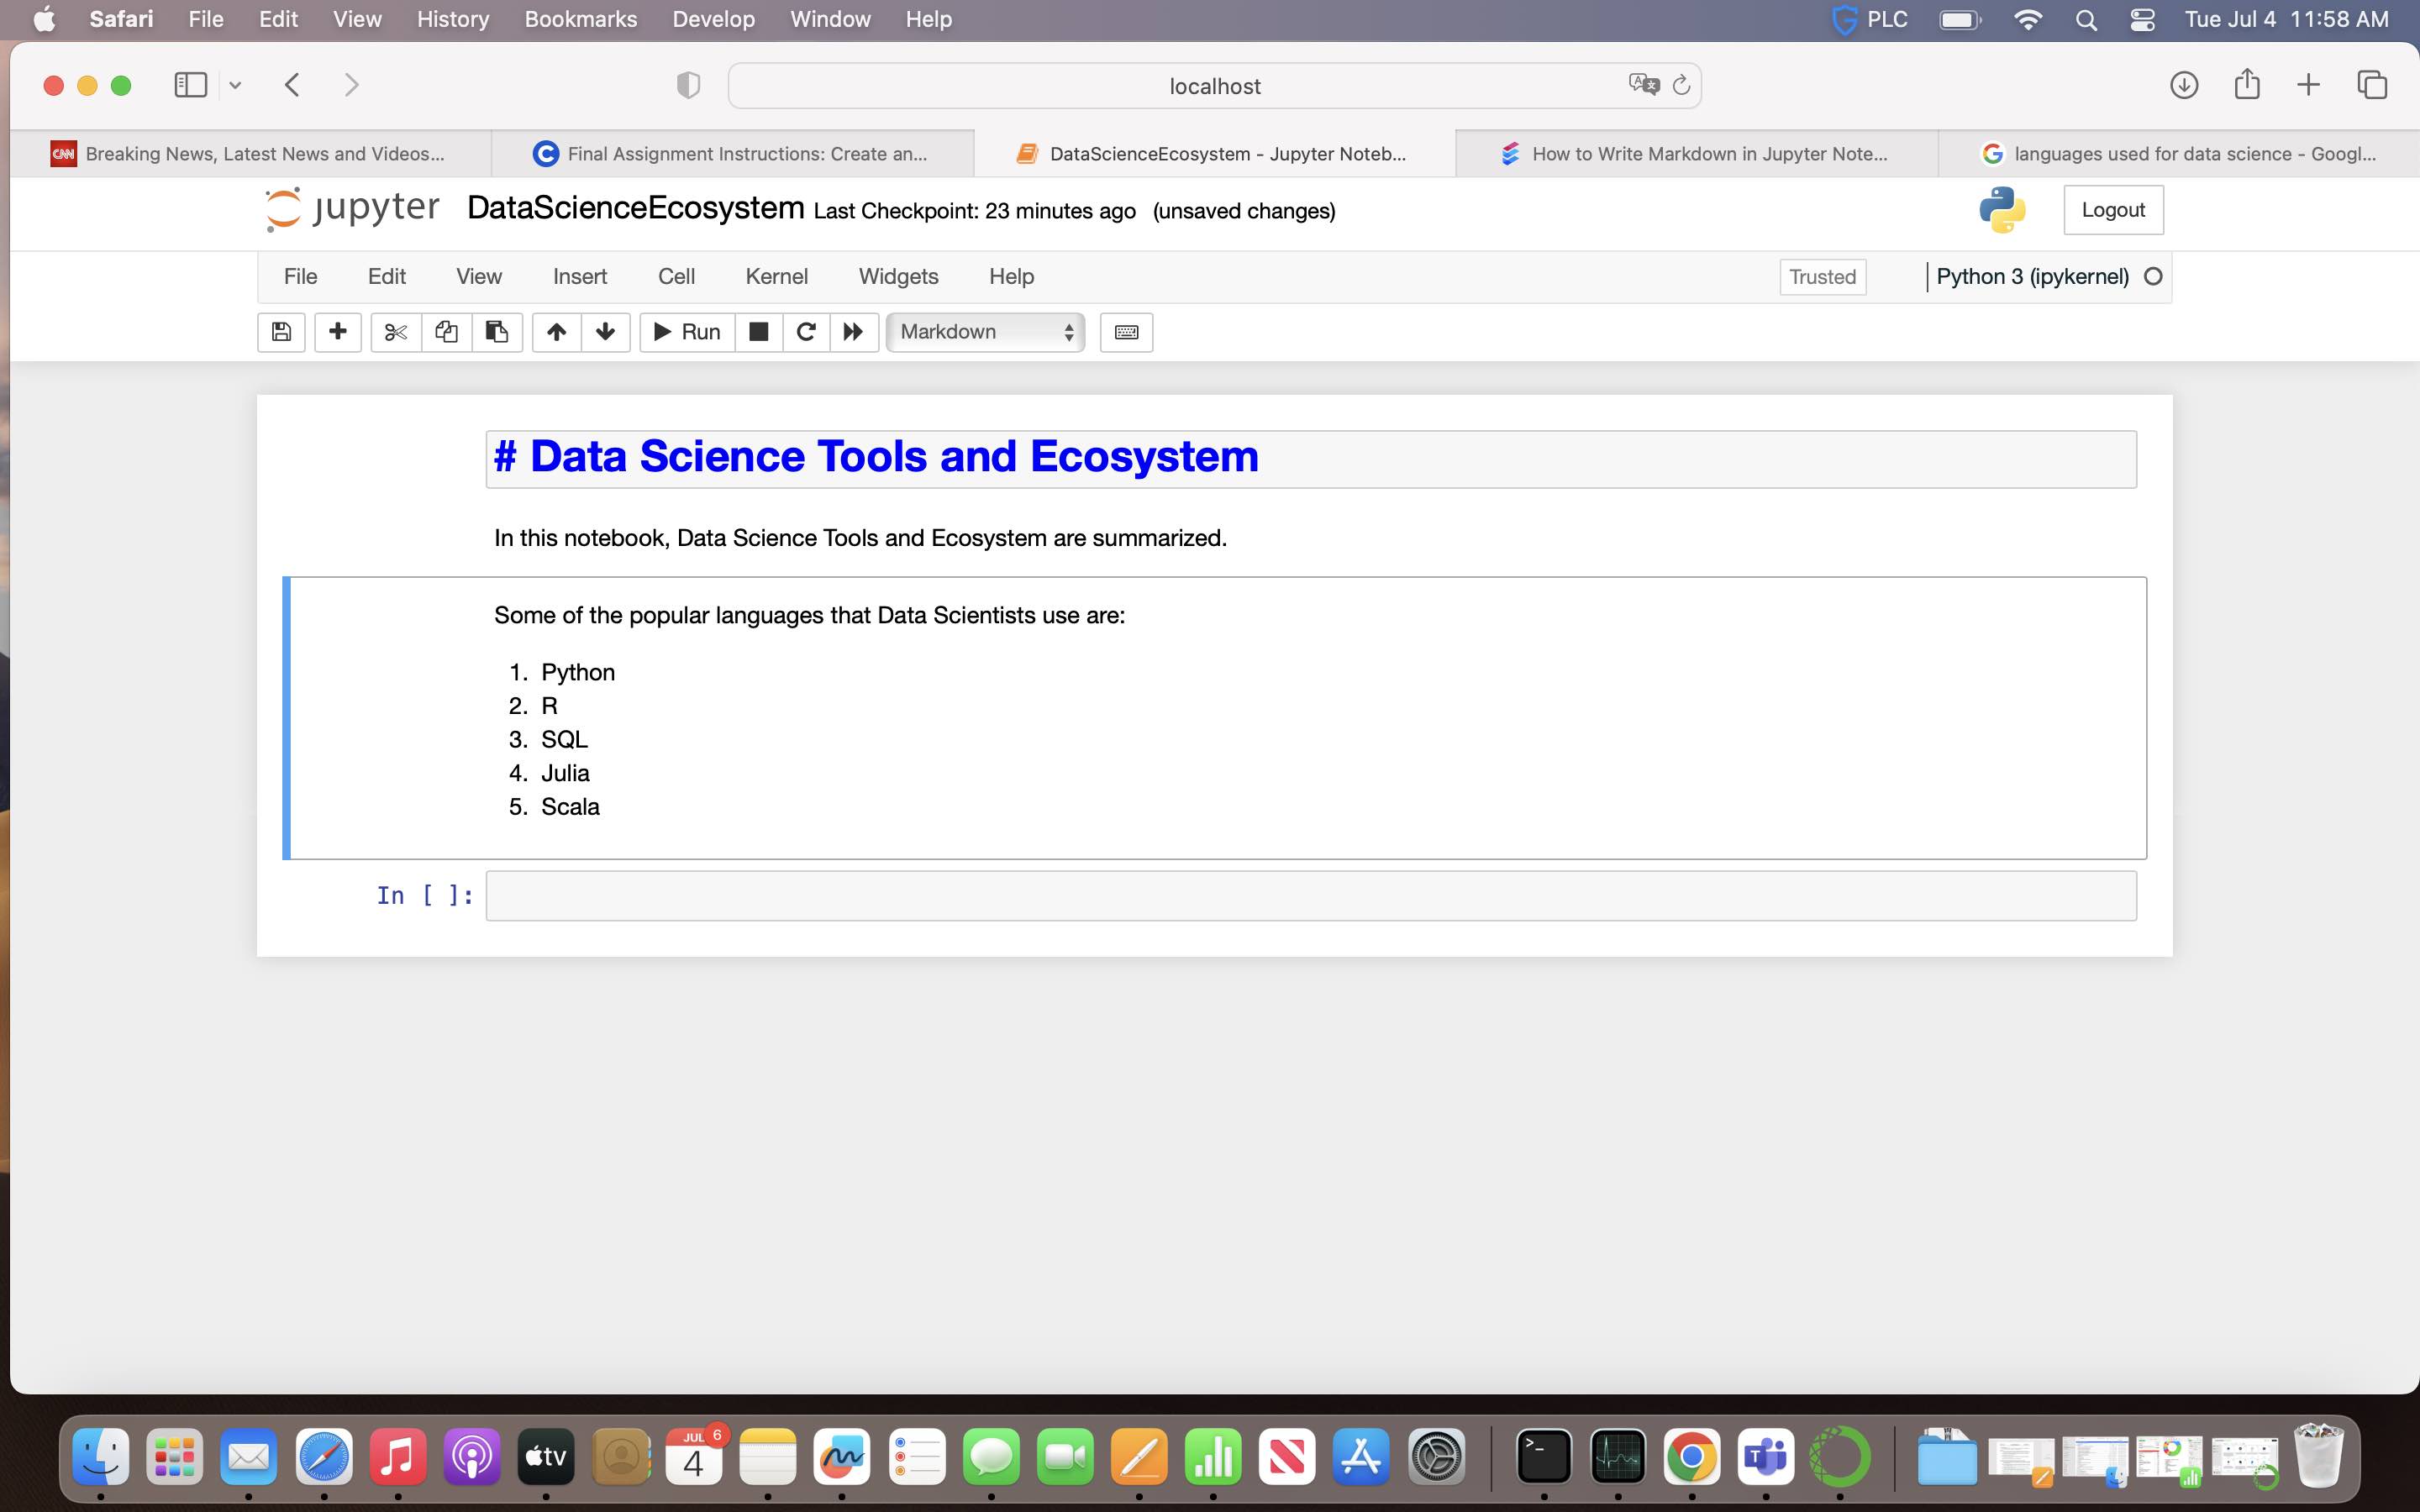 Safari File Edit View History Bookmarks Develop Window Help PLC Tue Jul 4 11:58 AM
localhost
CNN Breaking News, Latest News and Videos... C Final Assignment Instructions: Create an... DataScienceEcosystem - Jupyter Noteb... How to Write Markdown in Jupyter Note... G languages used for data science - Googl...
jupyter DataScienceEcosystem Last Checkpoint: 23 minutes ago (unsaved changes) Logout
File Edit View Insert Cell Kernel Widgets Help Trusted Python 3 (ipykernel)
Run Markdown
# Data Science Tools and Ecosystem
In this notebook, Data Science Tools and Ecosystem are summarized.
Some of the popular languages that Data Scientists use are:
1. Python
2. R
3. SQL
4. Julia
5. Scala
In [ ]:
tv JUL 4 6 >_ T